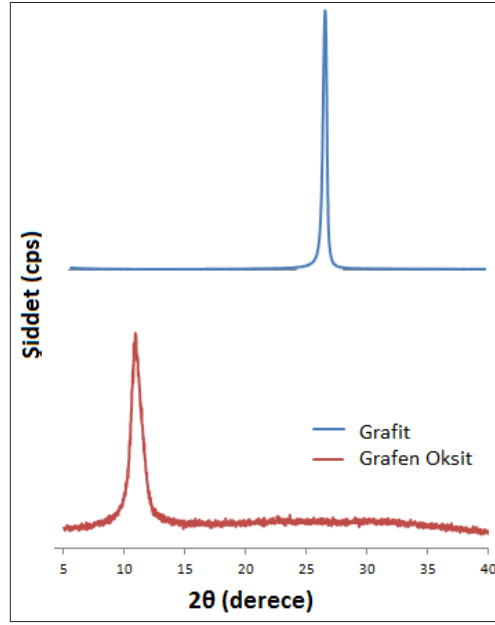 Şiddet (cps)
Grafit
Grafen Oksit
5 10 15 20 25 30 35 40
2θ (derece)